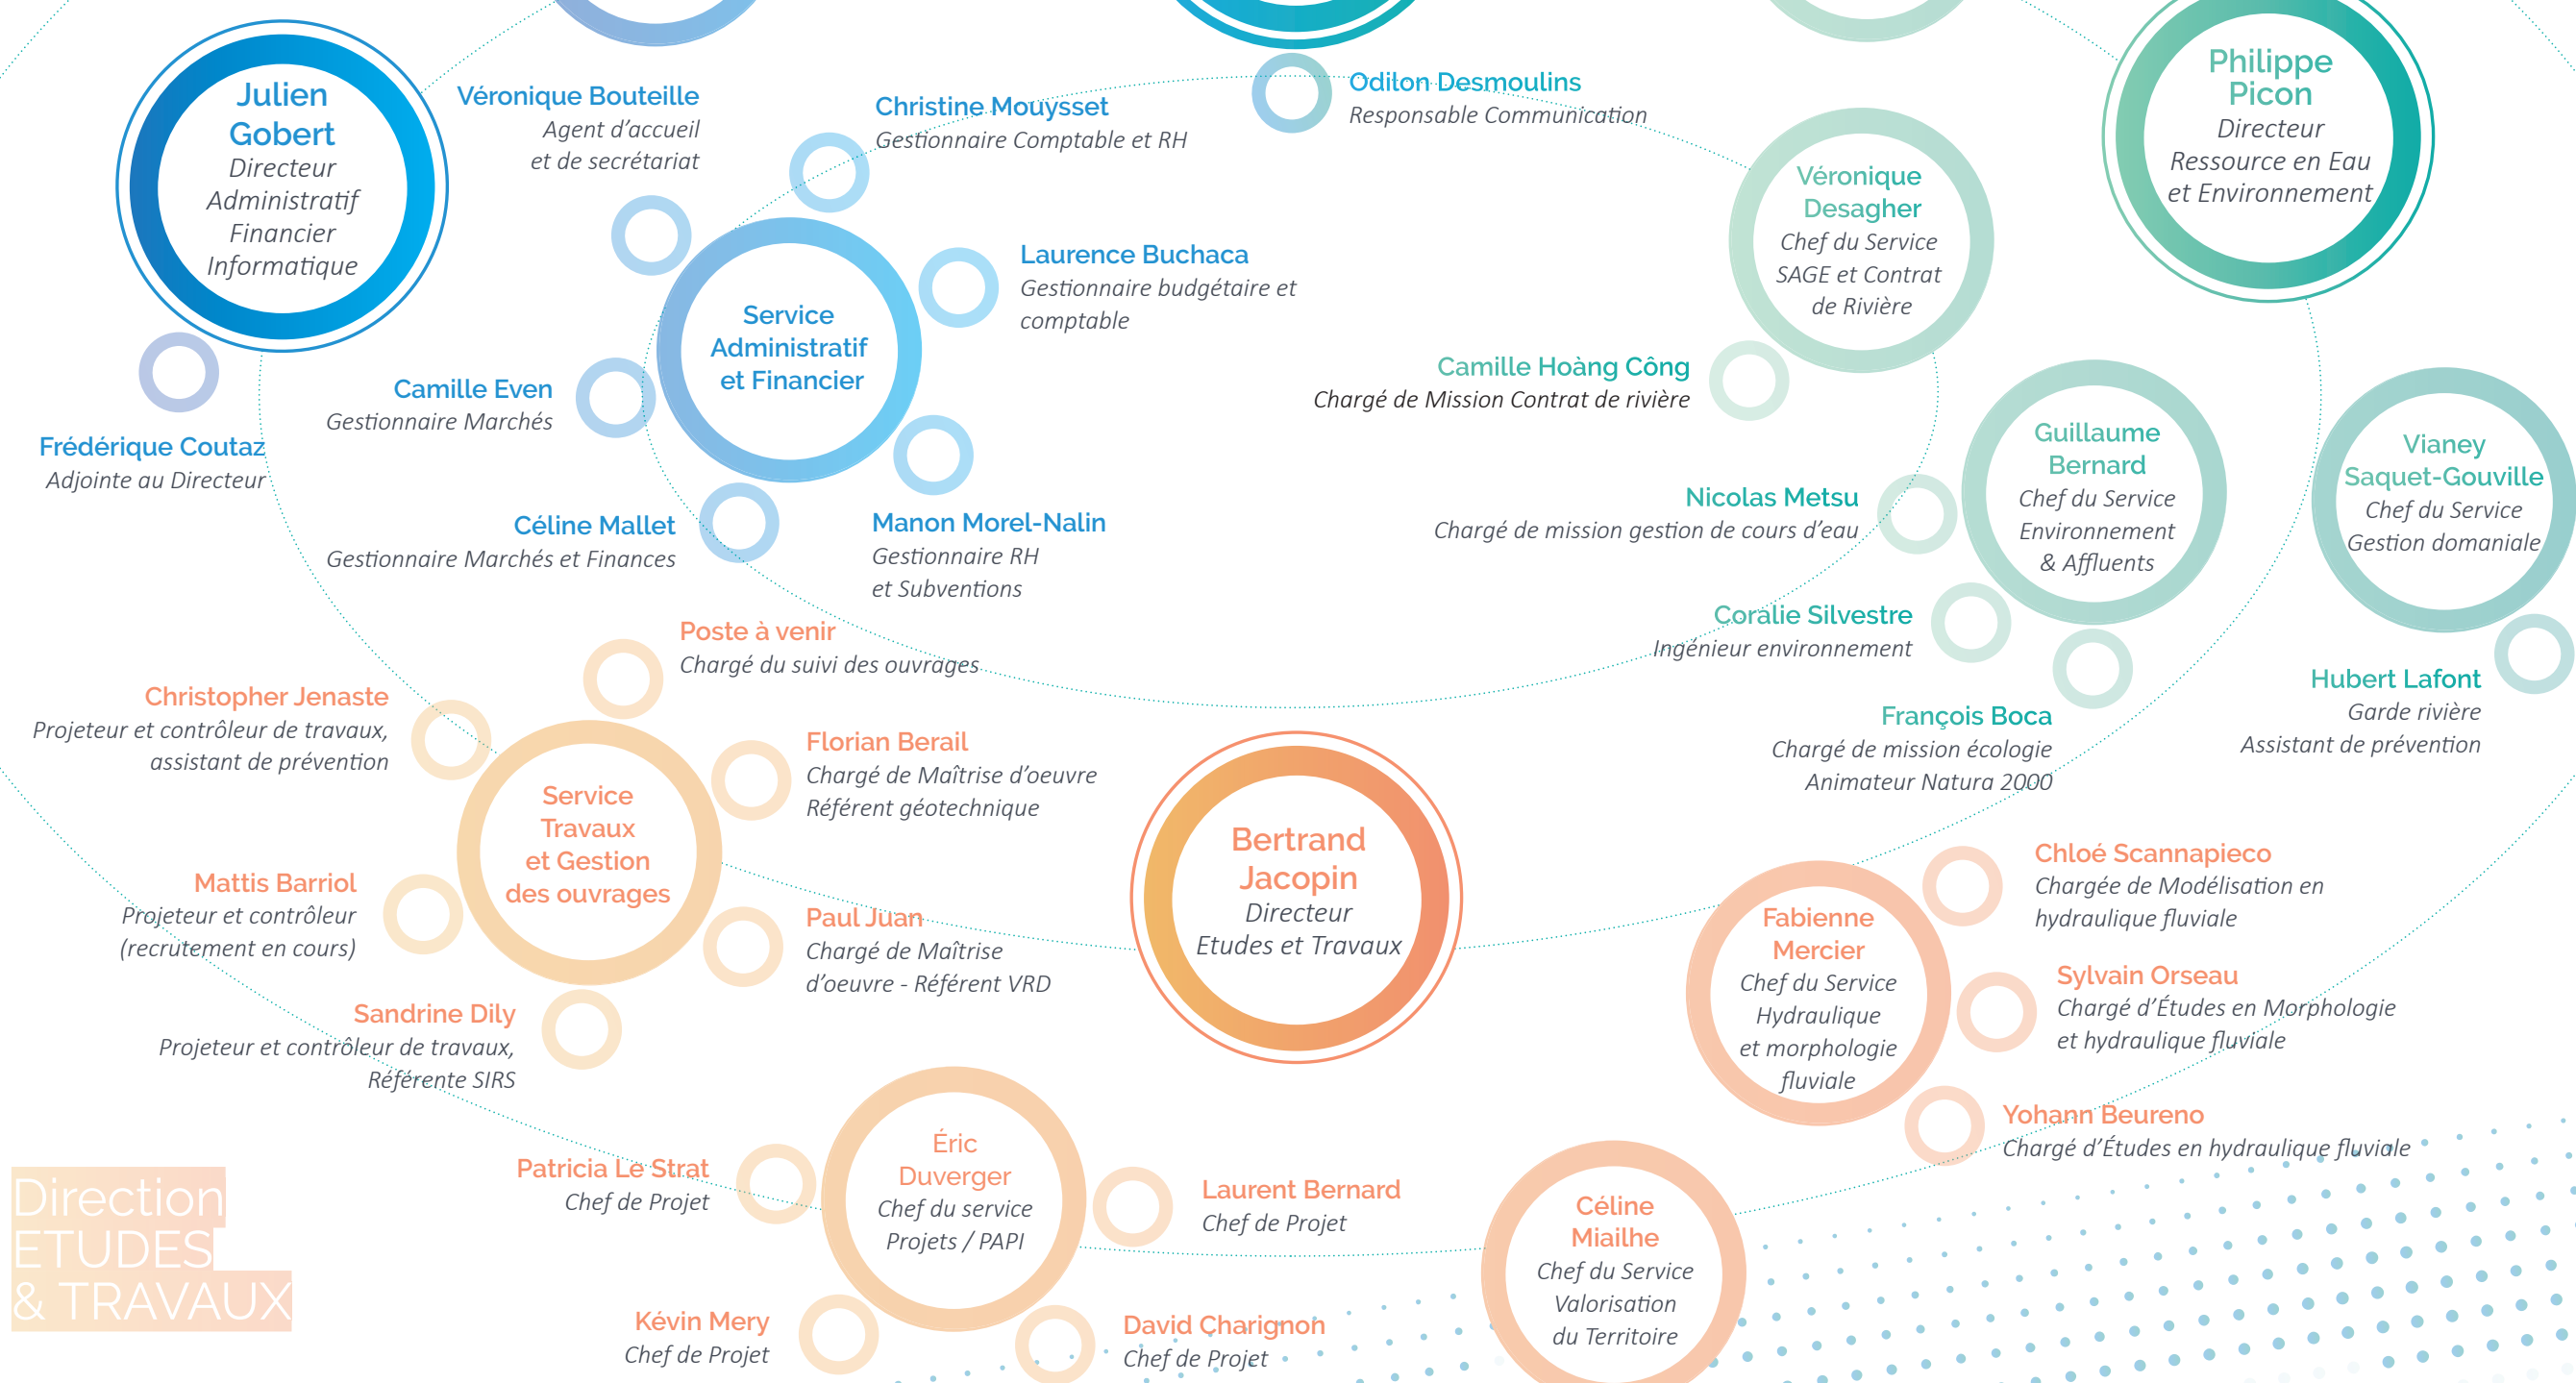 Julien
Gobert
Directeur
Administratif
Financier
Informatique
Frédérique Coutaz
Adjointe au Directeur
Véronique Bouteille
Agent d’accueil
et de secrétariat
Christine Mouysset
Gestionnaire Comptable et RH
Laurence Buchaca
Gestionnaire budgétaire et
comptable
Service
Administratif
et Financier
Camille Even
Gestionnaire Marchés
Céline Mallet
Gestionnaire Marchés et Finances
Manon Morel-Nalin
Gestionnaire RH
et Subventions
Odilon Desmoulins
Responsable Communication
Philippe
Picon
Directeur
Ressource en Eau
et Environnement
Véronique
Desagher
Chef du Service
SAGE et Contrat
de Rivière
Camille Hoàng Công
Chargé de Mission Contrat de rivière
Guillaume
Bernard
Chef du Service
Environnement
& Affluents
Nicolas Metsu
Chargé de mission gestion de cours d’eau
Coralie Silvestre
Ingénieur environnement
François Boca
Chargé de mission écologie
Animateur Natura 2000
Vianey
Saquet-Gouville
Chef du Service
Gestion domaniale
Hubert Lafont
Garde rivière
Assistant de prévention
Poste à venir
Chargé du suivi des ouvrages
Christopher Jenaste
Projeteur et contrôleur de travaux,
assistant de prévention
Florian Berail
Chargé de Maîtrise d’oeuvre
Référent géotechnique
Service
Travaux
et Gestion
des ouvrages
Mattis Barriol
Projeteur et contrôleur
(recrutement en cours)
Paul Juan
Chargé de Maîtrise
d’oeuvre - Référent VRD
Sandrine Dily
Projeteur et contrôleur de travaux,
Référente SIRS
Bertrand
Jacopin
Directeur
Etudes et Travaux
Fabienne
Mercier
Chef du Service
Hydraulique
et morphologie
fluviale
Chloé Scannapieco
Chargée de Modélisation en
hydraulique fluviale
Sylvain Orseau
Chargé d’Études en Morphologie
et hydraulique fluviale
Yohann Beureno
Chargé d’Études en hydraulique fluviale
Éric
Duverger
Chef du service
Projets / PAPI
Patricia Le Strat
Chef de Projet
Laurent Bernard
Chef de Projet
Kévin Mery
Chef de Projet
David Charignon
Chef de Projet
Céline
Miailhe
Chef du Service
Valorisation
du Territoire
Direction
ETUDES
& TRAVAUX